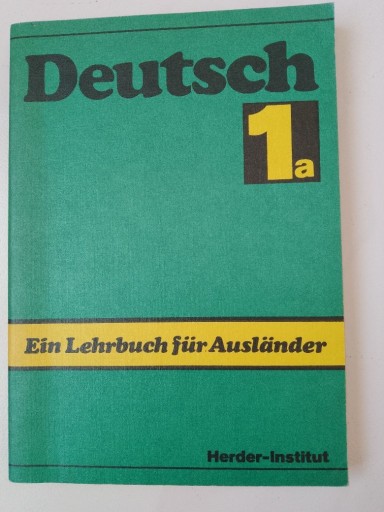 Deutsch
1a
Ein Lehrbuch für Ausländer
Herder-Institut